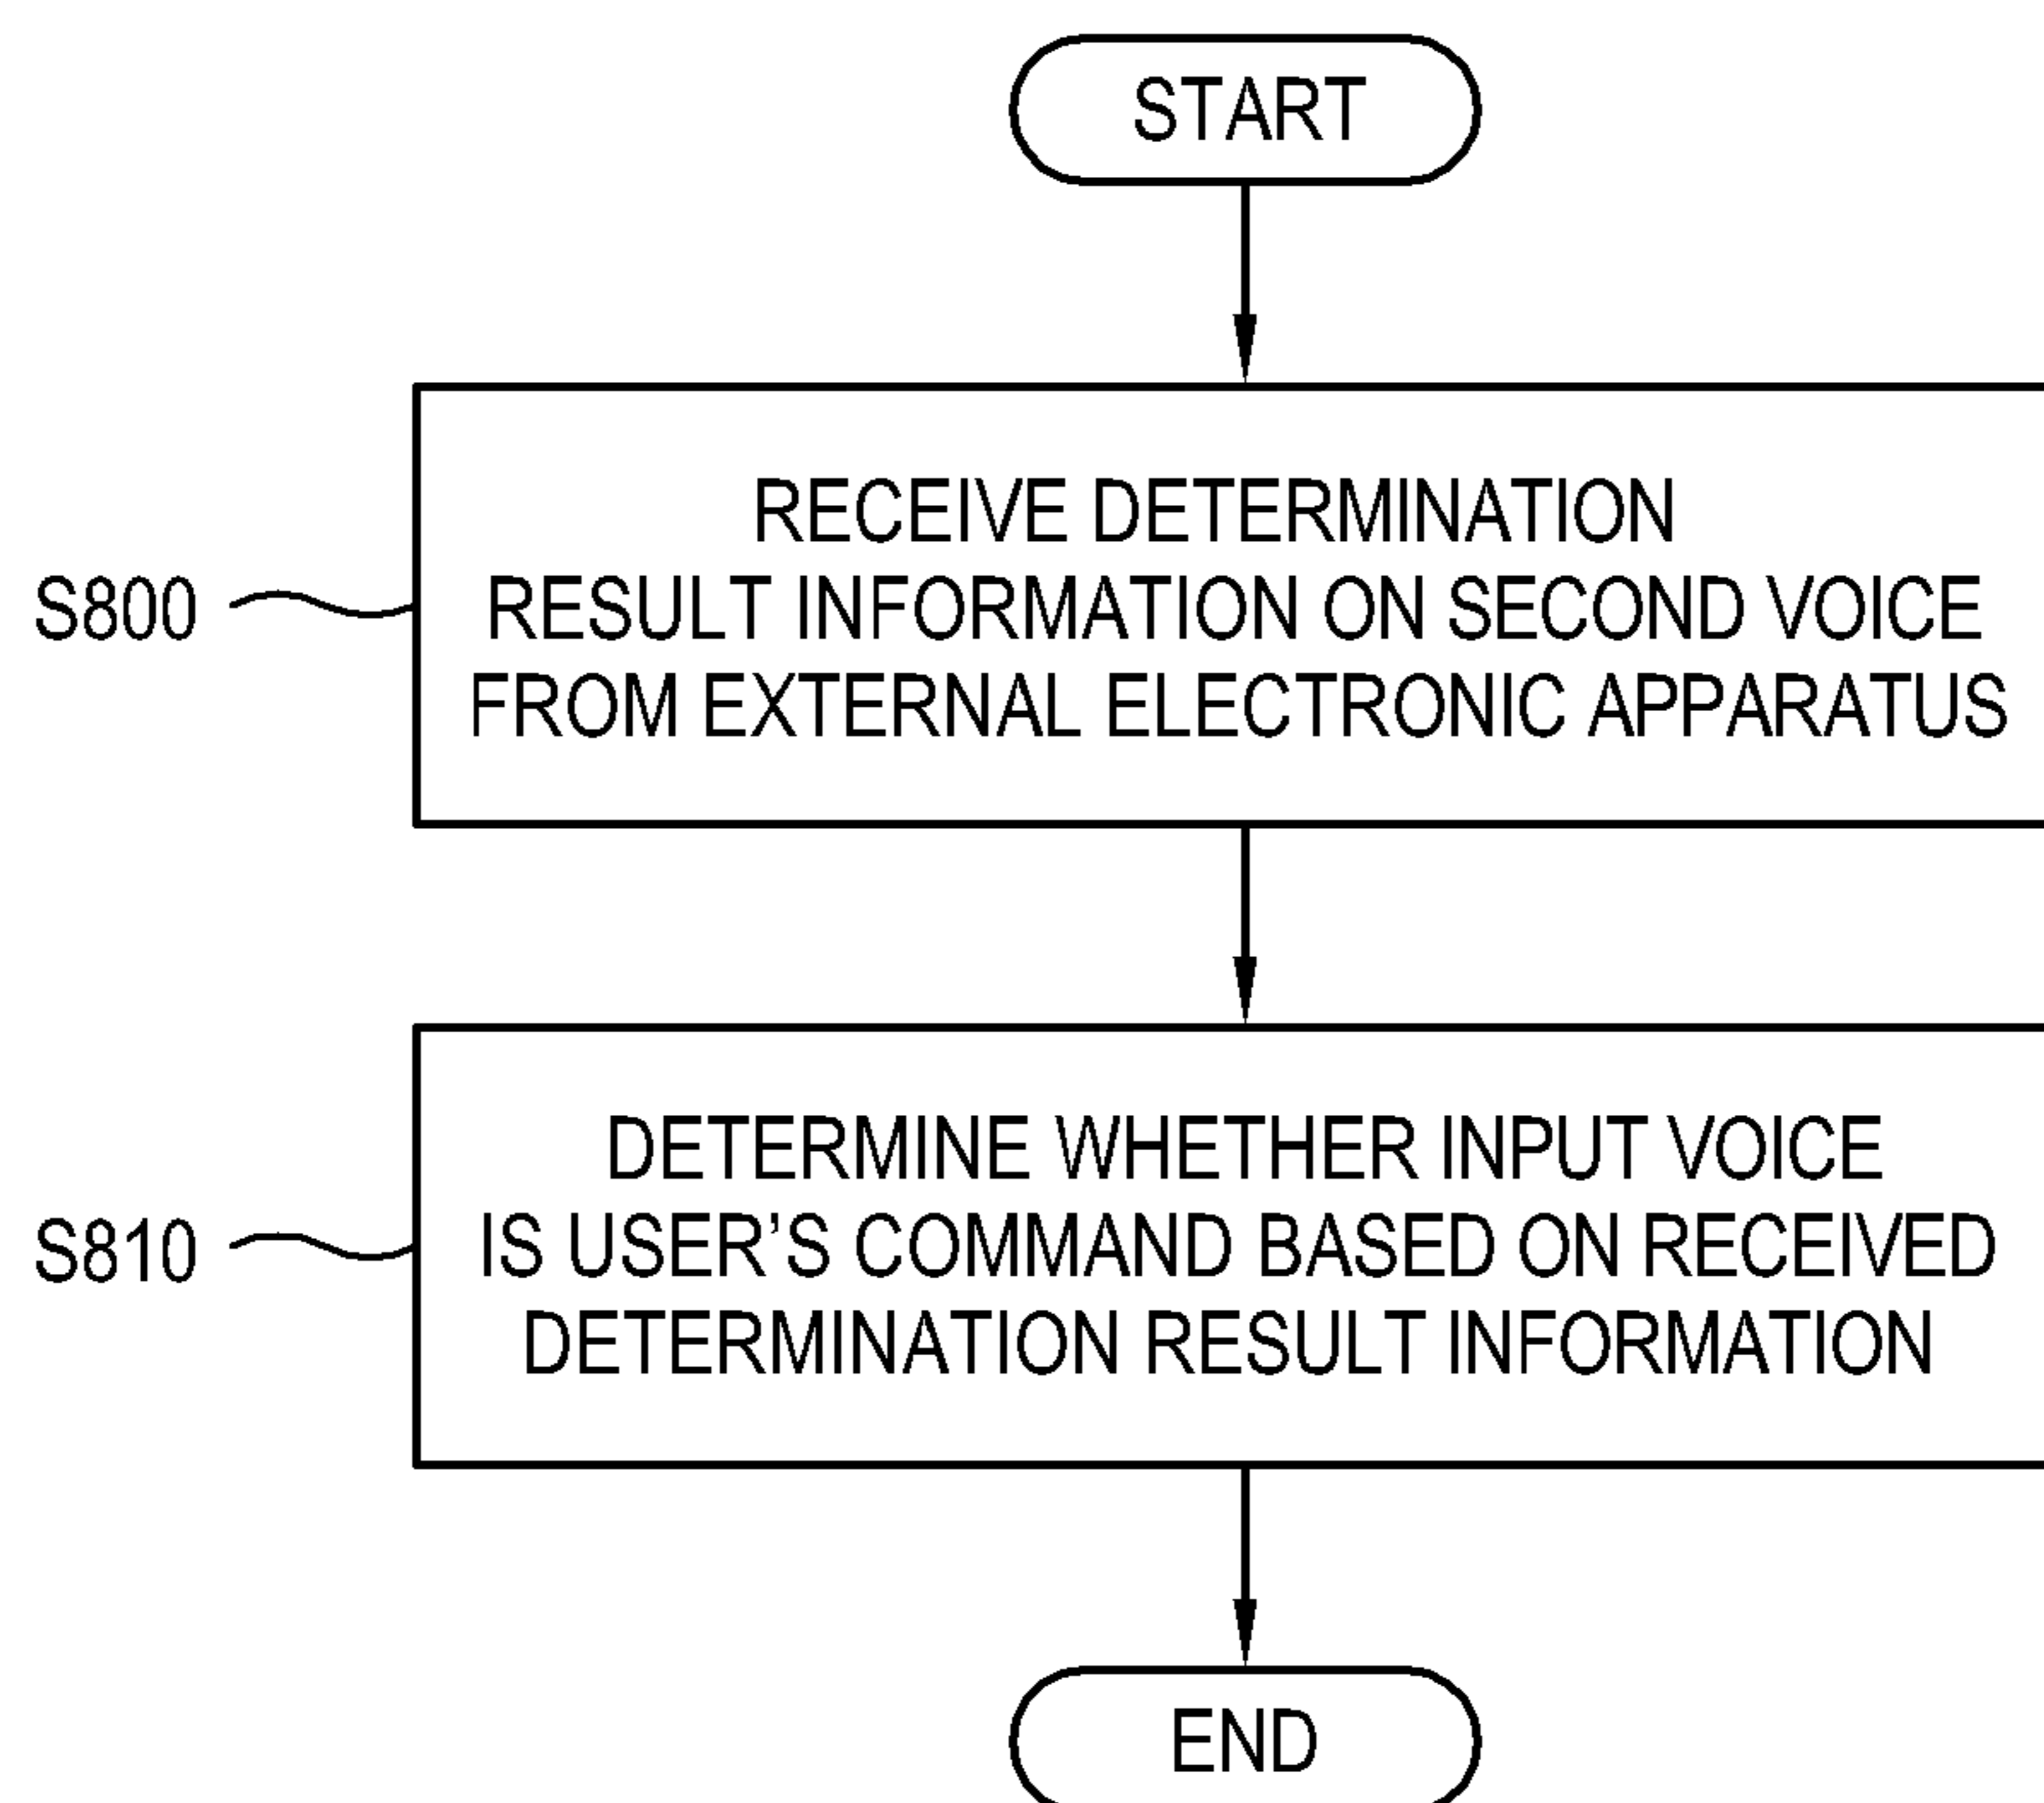 START
RECEIVE DETERMINATION
RESULT INFORMATION ON SECOND VOICE
FROM EXTERNAL ELECTRONIC APPARATUS
S800
DETERMINE WHETHER INPUT VOICE
IS USER'S COMMAND BASED ON RECEIVED
DETERMINATION RESULT INFORMATION
S810
END